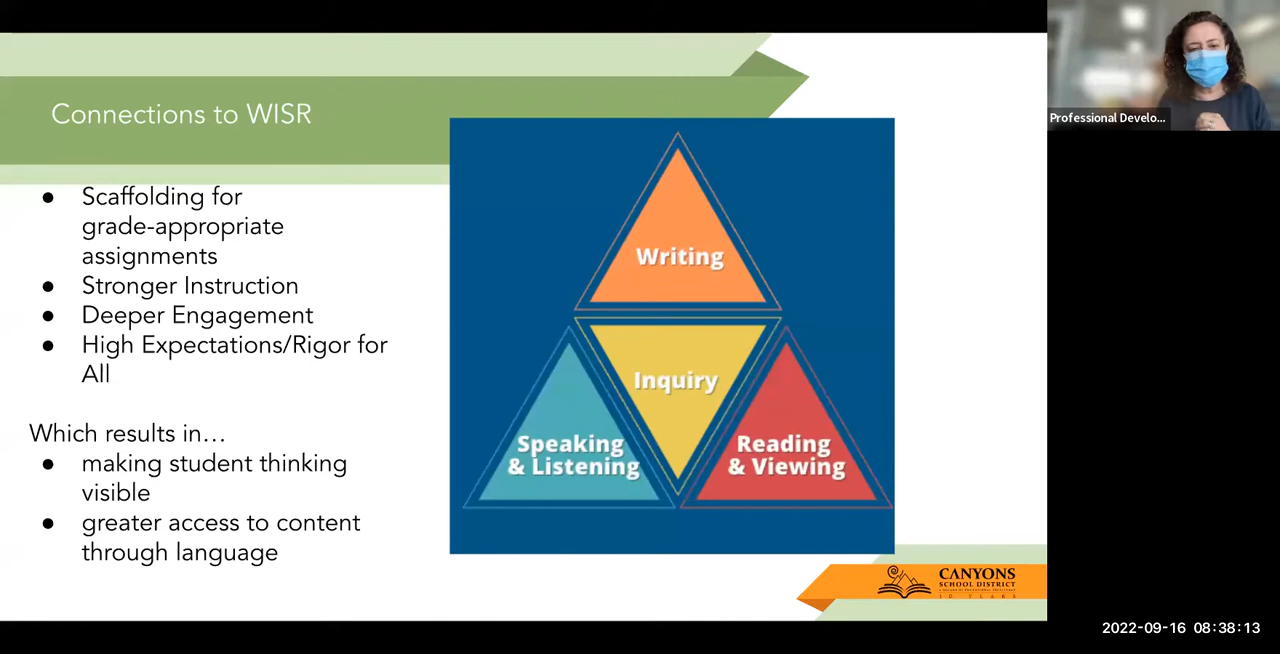 Connections to WISR
● Scaffolding for
grade-appropriate
assignments
● Stronger Instruction
● Deeper Engagement
● High Expectations/Rigor for
All
Which results in…
● making student thinking
visible
● greater access to content
through language
Writing
Inquiry
Speaking
& Listening
Reading
& Viewing
CANYONS
SCHOOL DISTRICT
10 YEARS
Professional Develo...
2022-09-16 08:38:13